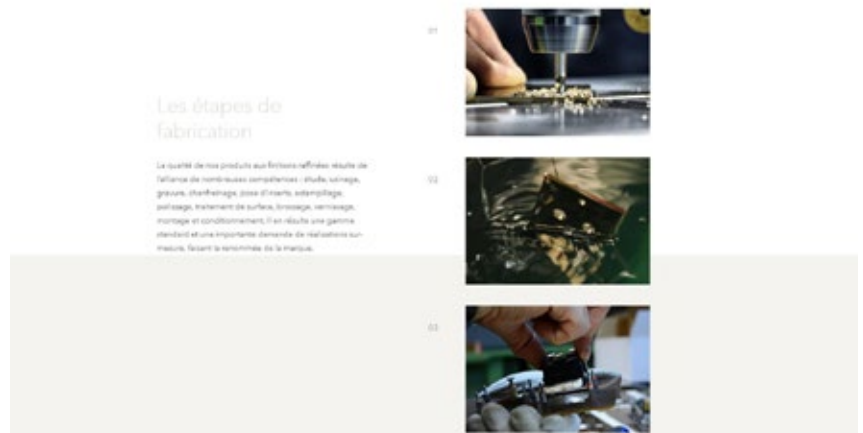 01
Les étapes de
fabrication
La qualité de nos produits aux finitions raffinées résulte de
l'alliance de nombreuses compétences : étude, usinage,
gravure, chanfreinage, pose d'inserts, estampillage,
polissage, traitement de surface, brossage, vernissage,
montage et conditionnement. Il en résulte une gamme
standard et une importante demande de réalisations sur-
mesure, faisant la renommée de la marque.
02
03